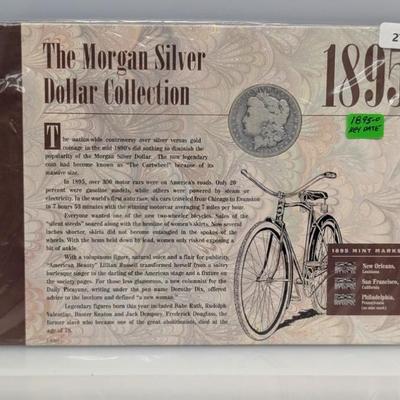 The Morgan Silver
Dollar Collection
1895
1895-O
KEY DATE
The nation-wide controversy over silver versus gold
coinage in the mid 1890's did nothing to diminish the
popularity of the Morgan Silver Dollar. The now legendary
coin had become known as "The Cartwheel" because of its
massive size.
In 1895, over 300 motor cars were on America's roads. Only 20
percent were gasoline models, while others were powered by steam or
electricity. In the world's first auto race, six cars traveled from Chicago to Evanston
in 7 hours 53 minutes with the winning motorcar averaging 7 miles per hour.
Everyone wanted one of the new two-wheeler bicycles. Sales of the
"silent steeds" soared along with the hemline of women's skirts. Now several
inches shorter, skirts did not become entangled in the spokes of the
wheels. With the hems held down by lead, women only risked exposing a
bit of ankle.
With a voluptuous figure, natural voice and a flair for publicity,
"American Beauty" Lillian Russell transformed herself from a saloon
burlesque singer to the darling of the American stage and a fixture on
the society pages. For those less glamorous, a new columnist for the
Daily Picayune, writing under the pen name Dorothy Dix, offered
advice to the lovelorn and defined "a new woman."
Legendary figures born this year included Babe Ruth, Rudolph
Valentino, Buster Keaton and Jack Dempsey. Frederick Douglass, the
former slave who became one of the great abolitionists, died at the
age of 78.
1895 MINT MARKS
New Orleans,
Louisiana
San Francisco,
California
Philadelphia,
Pennsylvania
(no mint mark)